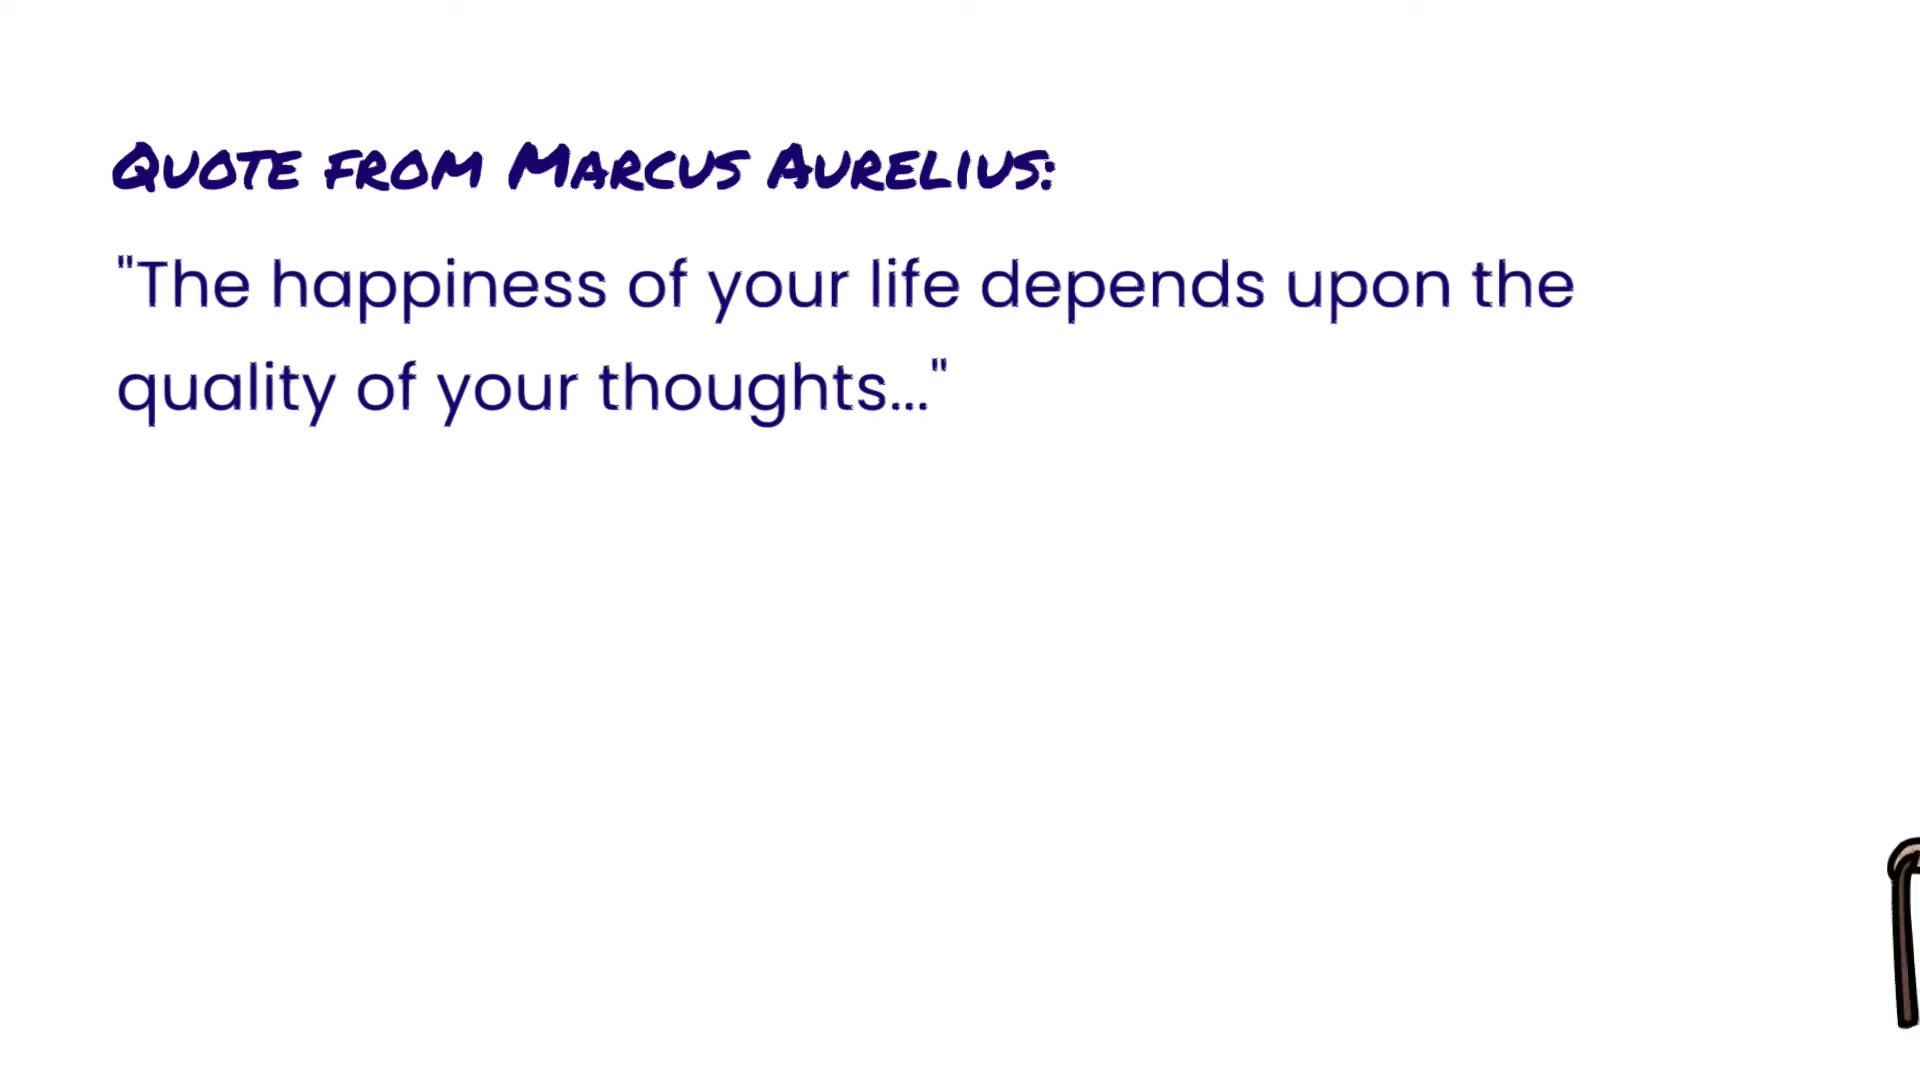 Quote from Marcus Aurelius:
"The happiness of your life depends upon the
quality of your thoughts..."